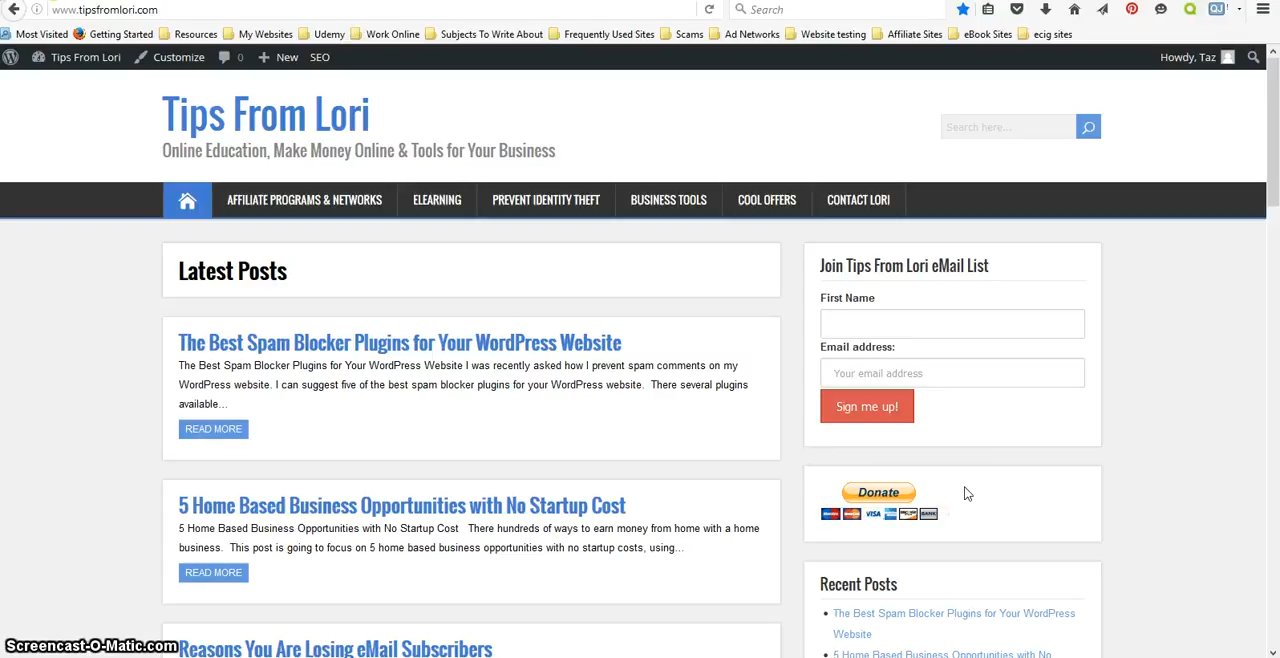 www.tipsfromlori.com
Search
Most Visited Getting Started Resources My Websites Udemy Work Online Subjects To Write About Frequently Used Sites Scams Ad Networks Website testing Affiliate Sites eBook Sites ecig sites
Tips From Lori Customize 0 New SEO Howdy, Taz
Tips From Lori
Online Education, Make Money Online & Tools for Your Business
Search here...
AFFILIATE PROGRAMS & NETWORKS ELEARNING PREVENT IDENTITY THEFT BUSINESS TOOLS COOL OFFERS CONTACT LORI
Latest Posts
The Best Spam Blocker Plugins for Your WordPress Website
The Best Spam Blocker Plugins for Your WordPress Website I was recently asked how I prevent spam comments on my
WordPress website. I can suggest five of the best spam blocker plugins for your WordPress website. There several plugins
available...
READ MORE
5 Home Based Business Opportunities with No Startup Cost
5 Home Based Business Opportunities with No Startup Cost There hundreds of ways to earn money from home with a home
business. This post is going to focus on 5 home based business opportunities with no startup costs, using...
READ MORE
Reasons You Are Losing eMail Subscribers
Join Tips From Lori eMail List
First Name
Email address:
Your email address
Sign me up!
Donate
VISA
BANK
Recent Posts
The Best Spam Blocker Plugins for Your WordPress
Website
5 Home Based Business Opportunities with No
Screencast-O-Matic.com